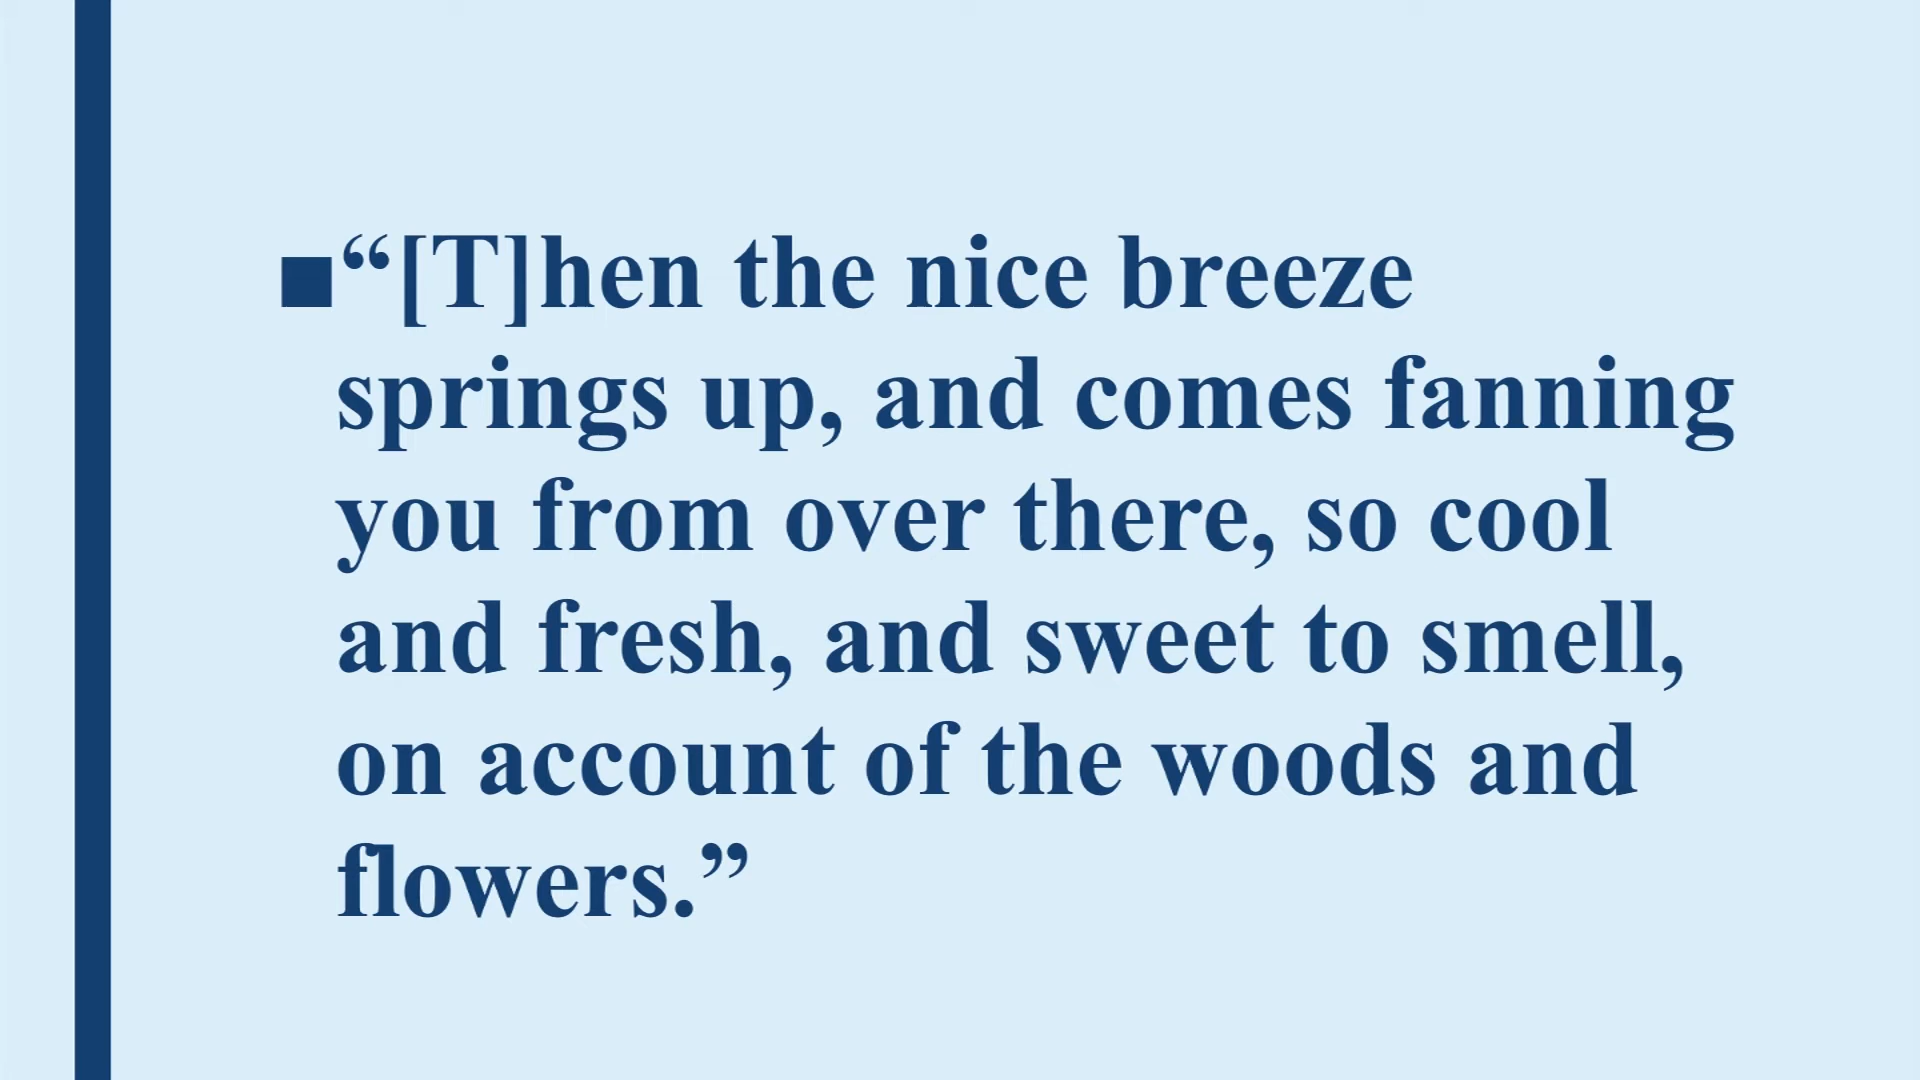 ■“[T]hen the nice breeze
springs up, and comes fanning
you from over there, so cool
and fresh, and sweet to smell,
on account of the woods and
flowers.”